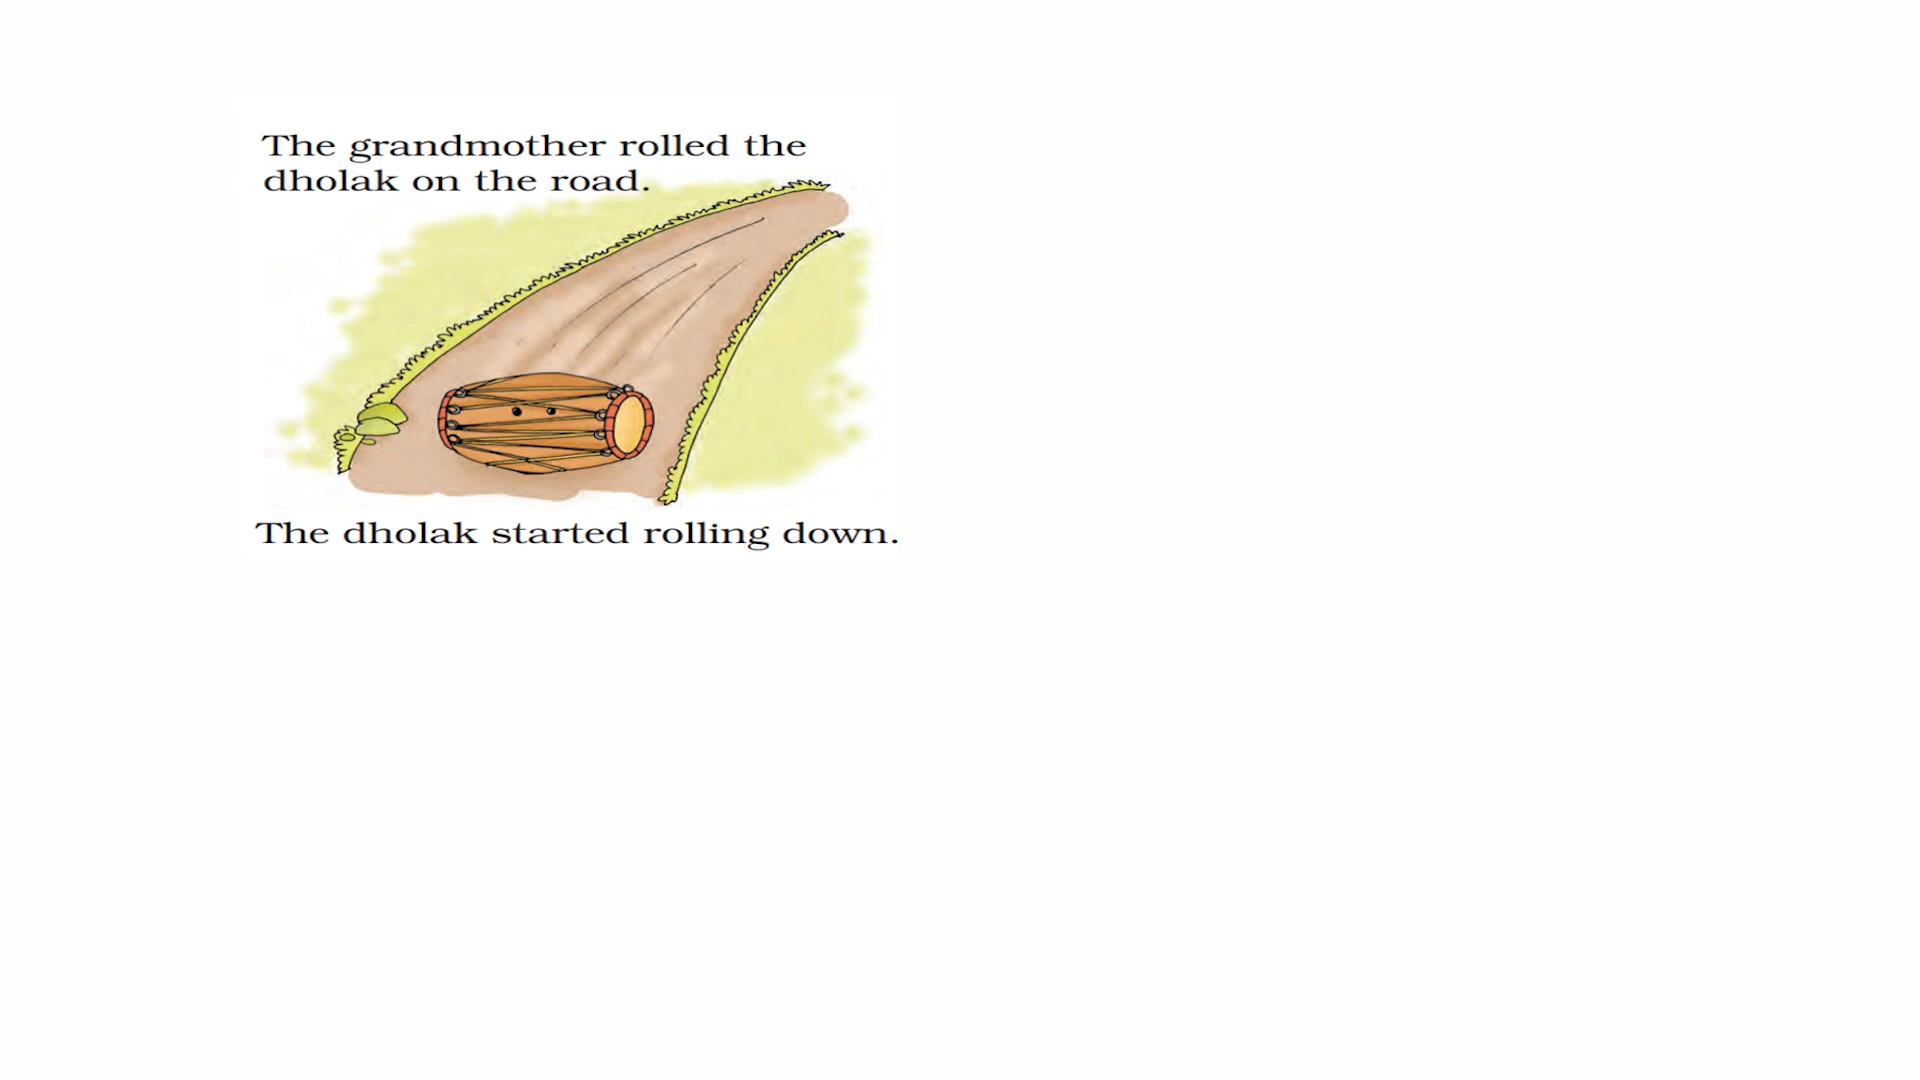 The grandmother rolled the
dholak on the road.
The dholak started rolling down.